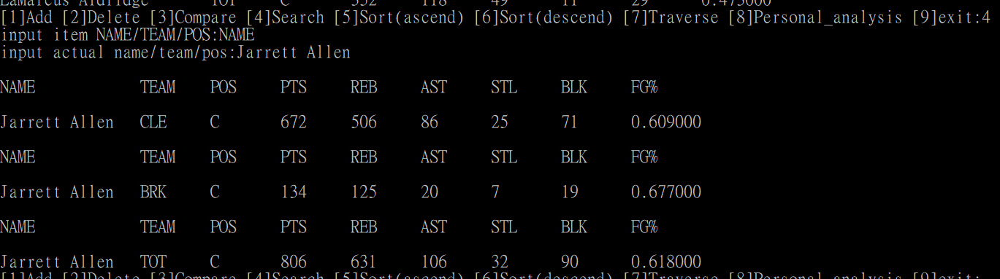 LaMarcus Aldridge TOT C 352 118 49 11 29 0.473000
[1]Add [2]Delete [3]Compare [4]Search [5]Sort(ascend) [6]Sort(descend) [7]Traverse [8]Personal_analysis [9]exit:4
input item NAME/TEAM/POS:NAME
input actual name/team/pos:Jarrett Allen
NAME TEAM POS PTS REB AST STL BLK FG%
Jarrett Allen CLE C 672 506 86 25 71 0.609000
NAME TEAM POS PTS REB AST STL BLK FG%
Jarrett Allen BRK C 134 125 20 7 19 0.677000
NAME TEAM POS PTS REB AST STL BLK FG%
Jarrett Allen TOT C 806 631 106 32 90 0.618000
[1]Add [2]Delete [3]Compare [4]Search [5]Sort(ascend) [6]Sort(descend) [7]Traverse [8]Personal_analysis [9]exit: